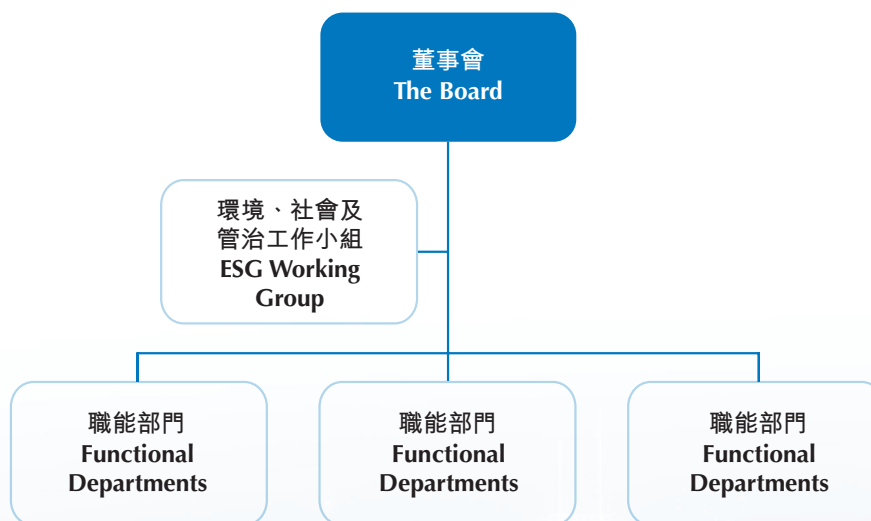 董事會
The Board
環境、社會及
管治工作小組
ESG Working
Group
職能部門
Functional
Departments
職能部門
Functional
Departments
職能部門
Functional
Departments